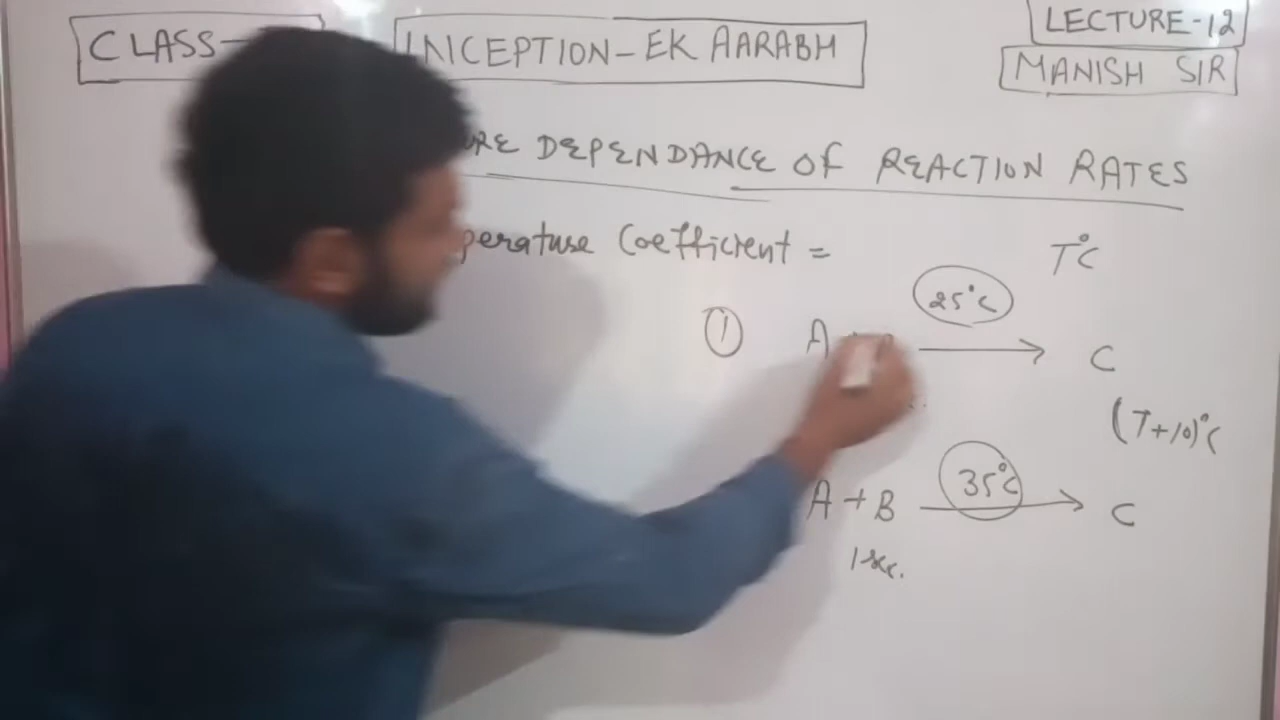 CLASS-
INCEPTION-EK AARABH
LECTURE-12
MANISH SIR
DEPENDANCE OF REACTION RATES
Coefficient =
T°C
25°C
① A
C
(T+10)°C
35°C
A + B
C
1 sec.